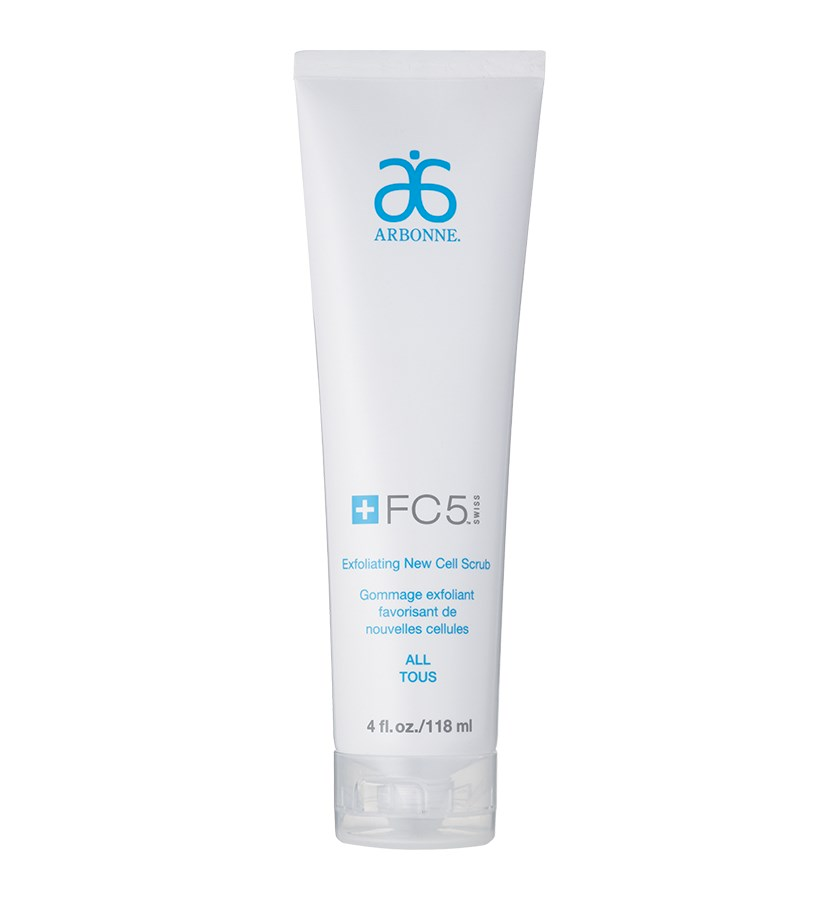 ARBONNE.
FC5 SWISS
Exfoliating New Cell Scrub
Gommage exfoliant
favorisant de
nouvelles cellules
ALL
TOUS
4 fl.oz./118 ml